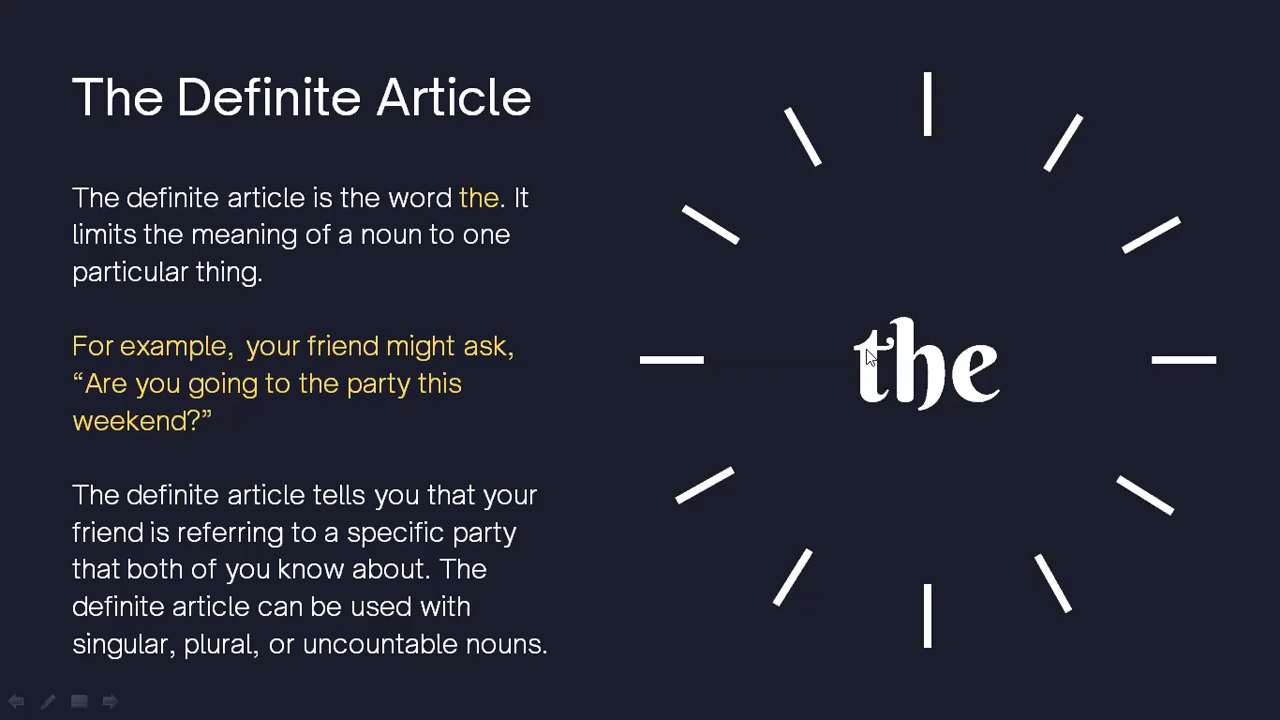 The Definite Article
The definite article is the word the. It
limits the meaning of a noun to one
particular thing.
For example, your friend might ask,
“Are you going to the party this
weekend?”
The definite article tells you that your
friend is referring to a specific party
that both of you know about. The
definite article can be used with
singular, plural, or uncountable nouns.
the